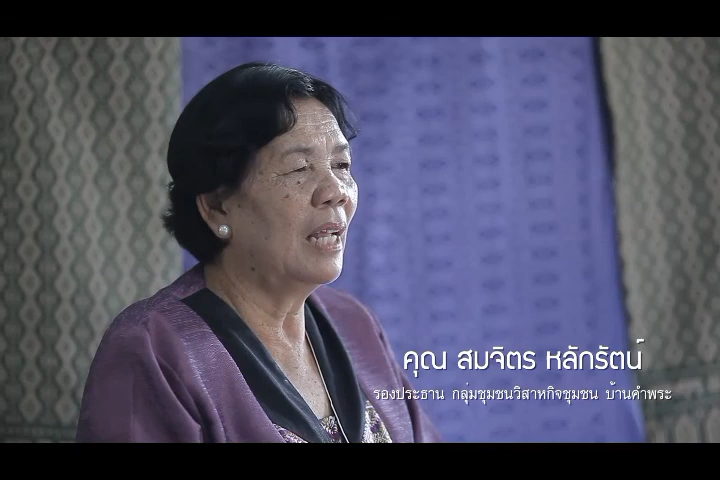 คุณ สมจิตร หลักรัตน์
รองประธาน กลุ่มชุมชนวิสาหกิจชุมชน บ้านคำพระ